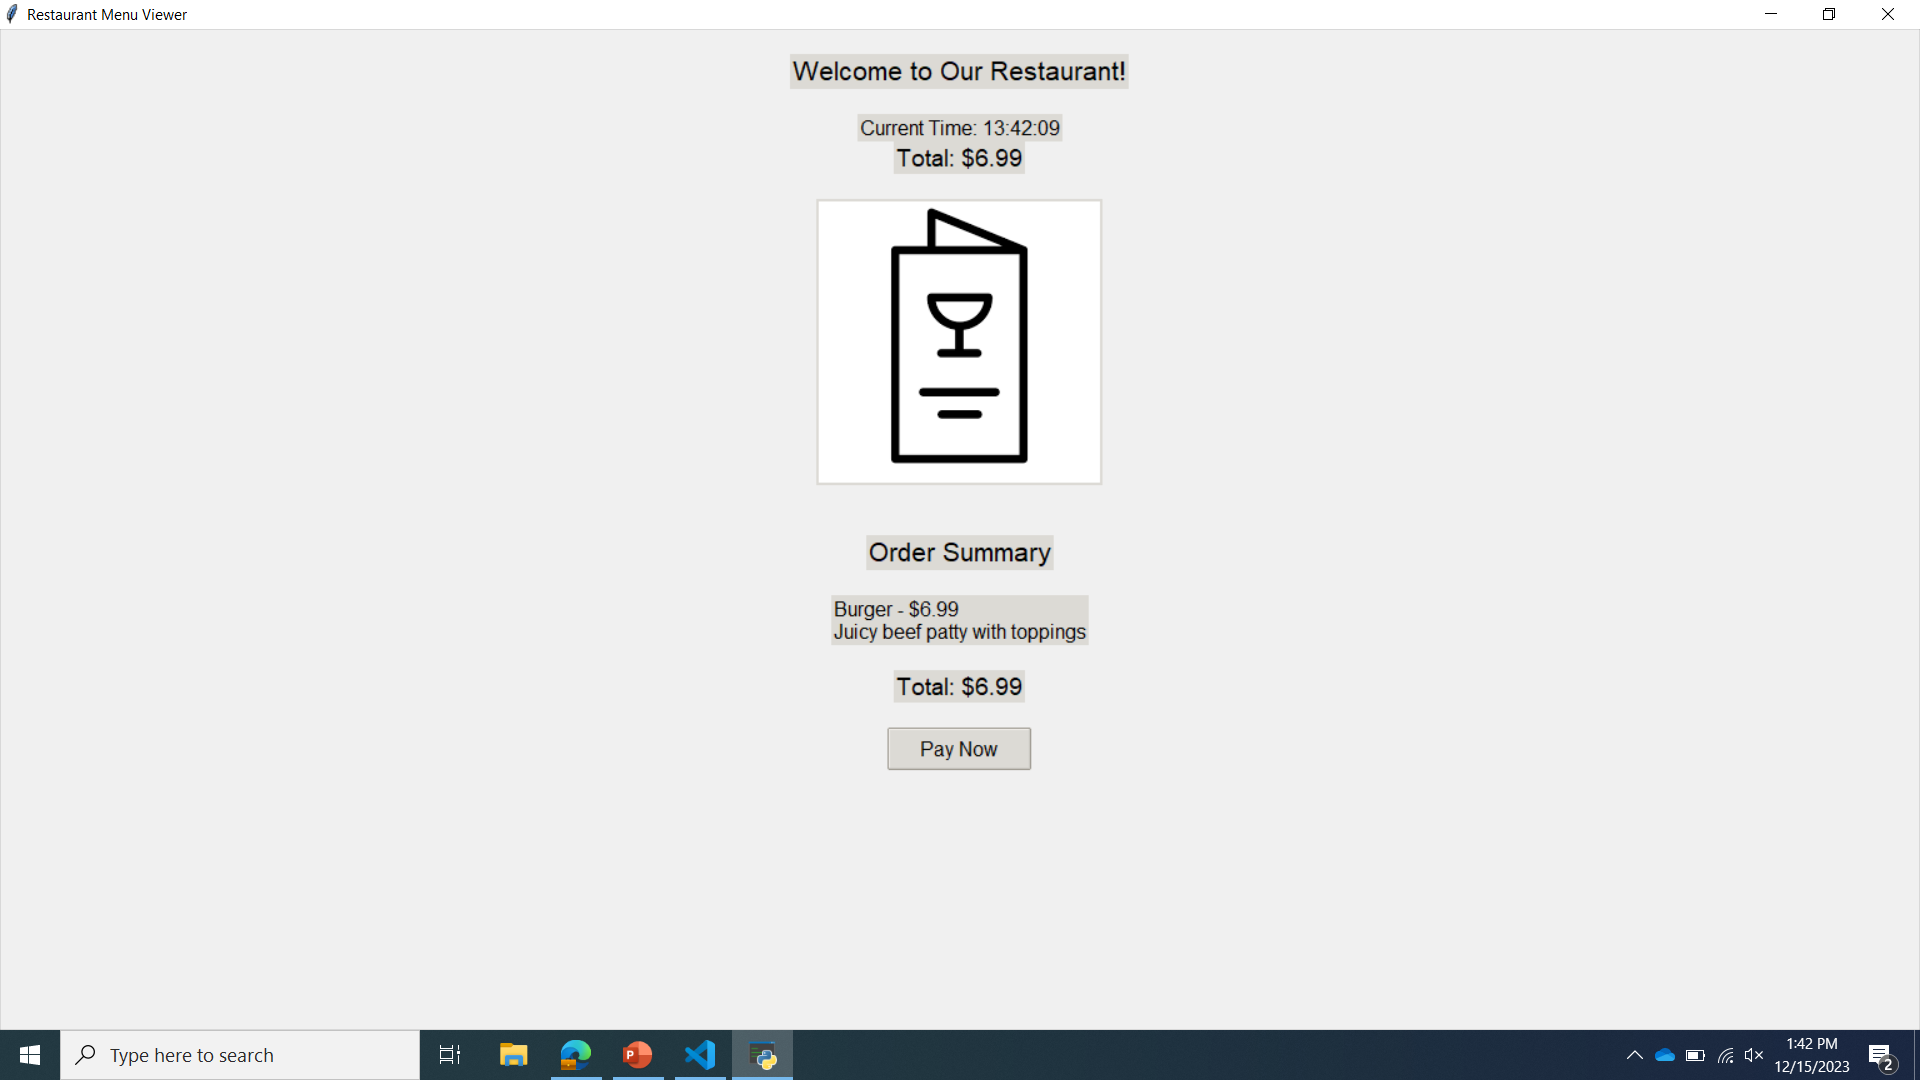 Restaurant Menu Viewer
Welcome to Our Restaurant!
Current Time: 13:42:09
Total: $6.99
Order Summary
Burger - $6.99
Juicy beef patty with toppings
Total: $6.99
Pay Now
Type here to search
P
1:42 PM
12/15/2023
2